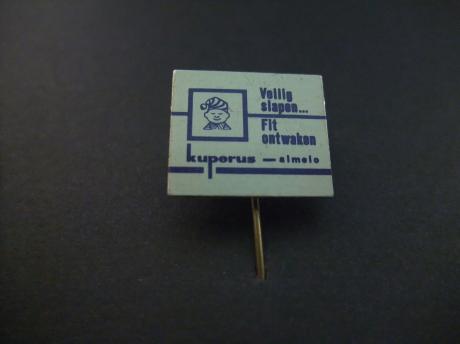 Veilig
slapen...
Fit
ontwaken
kuperus — almelo